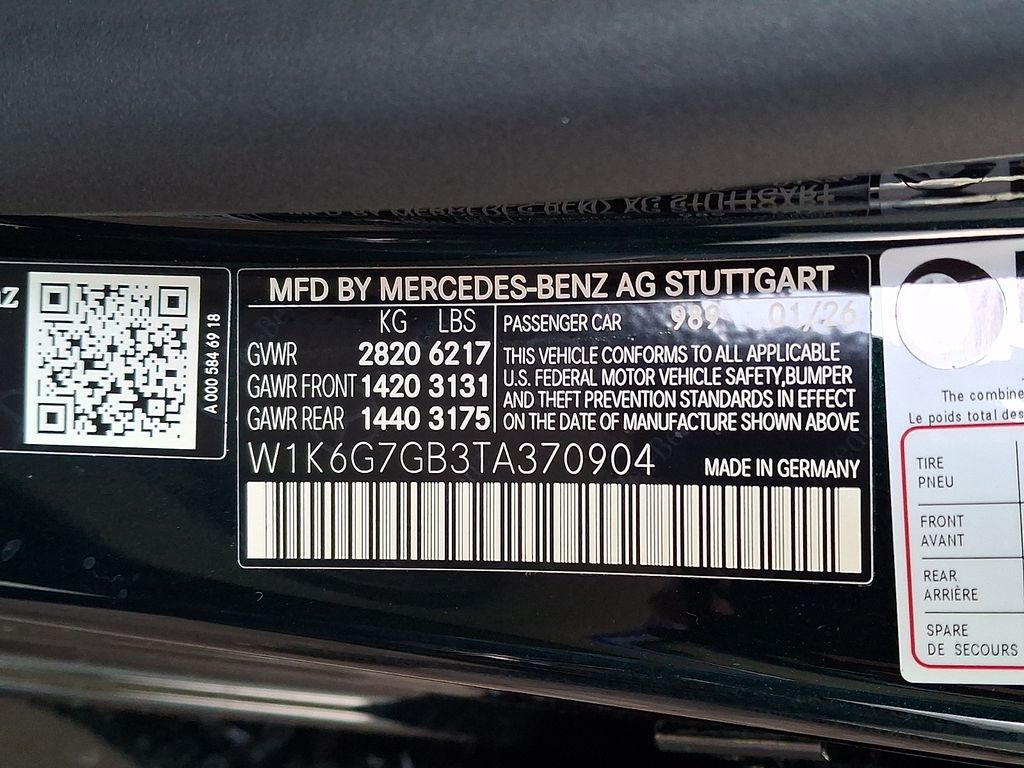 A 000 584 69 18
MFD BY MERCEDES-BENZ AG STUTTGART
KG LBS
GVWR 2820 6217
GAWR FRONT 1420 3131
GAWR REAR 1440 3175
PASSENGER CAR 989 01/26
THIS VEHICLE CONFORMS TO ALL APPLICABLE
U.S. FEDERAL MOTOR VEHICLE SAFETY,BUMPER
AND THEFT PREVENTION STANDARDS IN EFFECT
ON THE DATE OF MANUFACTURE SHOWN ABOVE
W1K6G7GB3TA370904
MADE IN GERMANY
The combine
Le poids total des
TIRE
PNEU
FRONT
AVANT
REAR
ARRIÈRE
SPARE
DE SECOURS